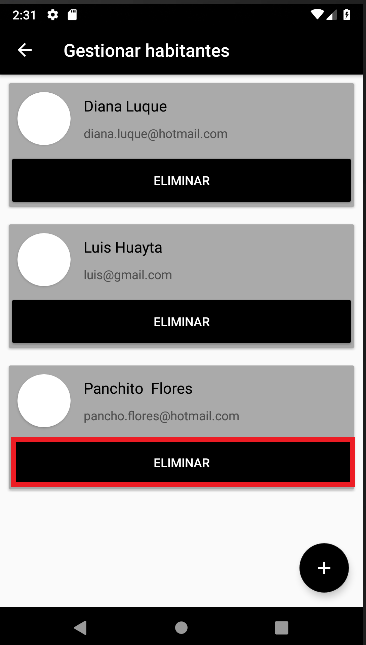 2:31
Gestionar habitantes
Diana Luque
diana.luque@hotmail.com
ELIMINAR
Luis Huayta
luis@gmail.com
ELIMINAR
Panchito  Flores
pancho.flores@hotmail.com
ELIMINAR
+